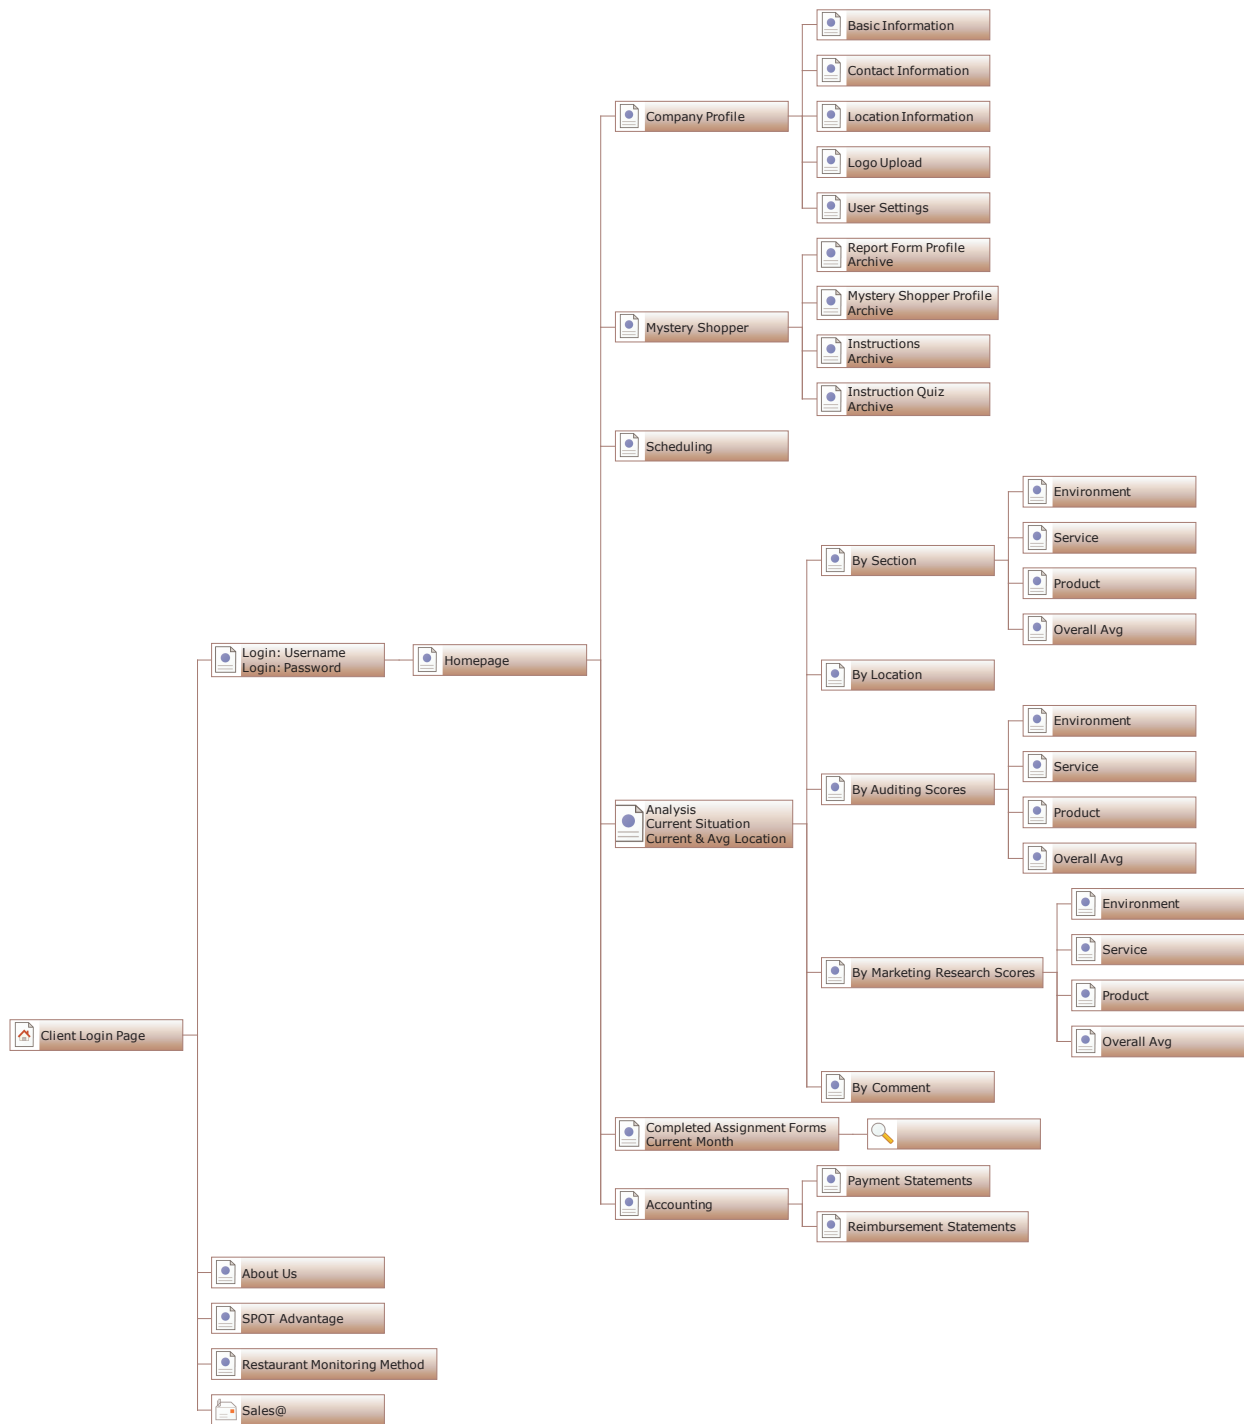 Basic Information
Contact Information
Company Profile
Location Information
Logo Upload
User Settings
Report Form Profile
Archive
Mystery Shopper Profile
Archive
Mystery Shopper
Instructions
Archive
Instruction Quiz
Archive
Scheduling
Environment
Service
By Section
Product
Overall Avg
Login: Username
Login: Password
Homepage
By Location
Environment
Service
By Auditing Scores
Product
Overall Avg
Analysis
Current Situation
Current & Avg Location
Environment
Service
By Marketing Research Scores
Product
Overall Avg
Client Login Page
By Comment
Completed Assignment Forms
Current Month
Payment Statements
Accounting
Reimbursement Statements
About Us
SPOT Advantage
Restaurant Monitoring Method
Sales@